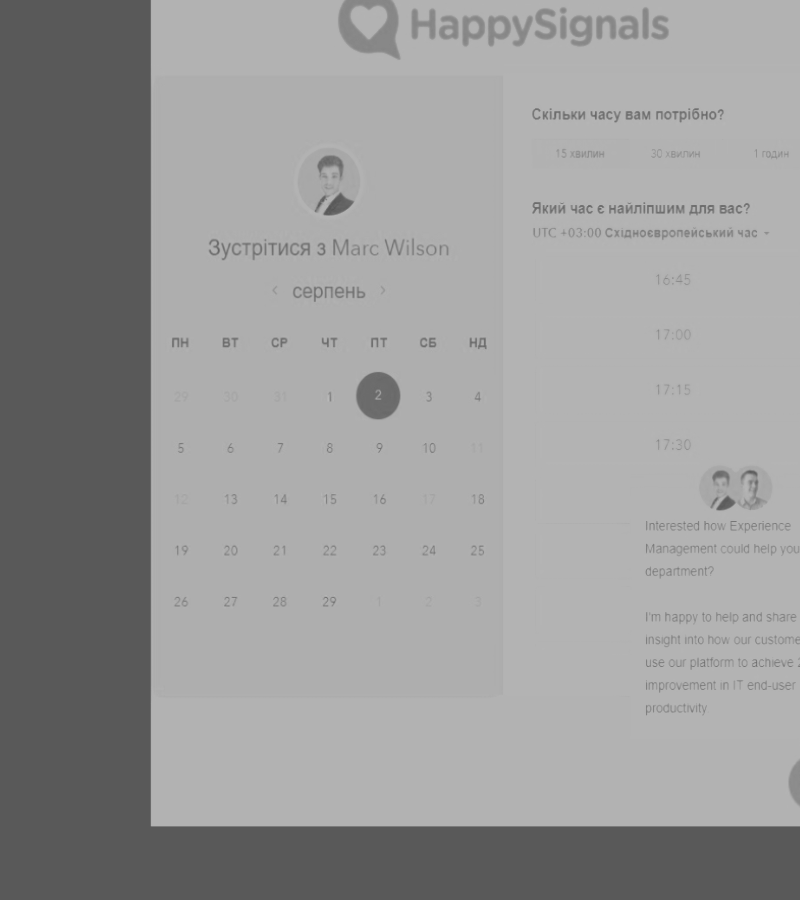 HappySignals
Зустрітися з Marc Wilson
‹ серпень ›
ПН ВТ СР ЧТ ПТ СБ НД
29 30 31 1 2 3 4
5 6 7 8 9 10 11
12 13 14 15 16 17 18
19 20 21 22 23 24 25
26 27 28 29 1 2 3
Скільки часу вам потрібно?
15 хвилин 30 хвилин 1 годин
Який час є найліпшим для вас?
UTC +03:00 Східноєвропейський час
16:45
17:00
17:15
17:30
Interested how Experience
Management could help you
department?
I'm happy to help and share
insight into how our custome
use our platform to achieve 2
improvement in IT end-user
productivity.